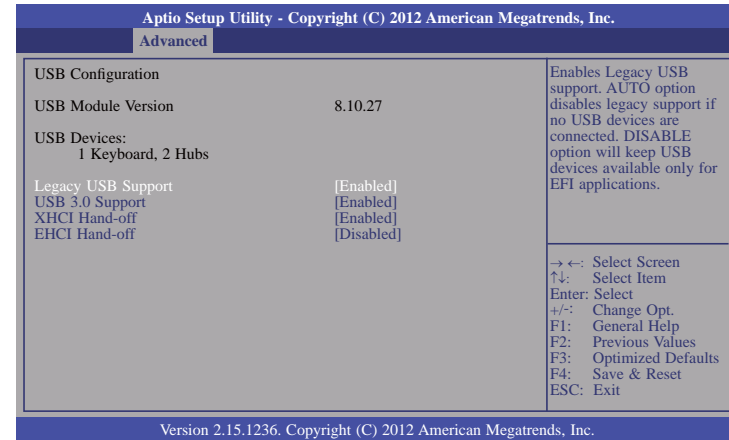 Aptio Setup Utility - Copyright (C) 2012 American Megatrends, Inc.
Advanced
USB Configuration
USB Module Version 8.10.27
USB Devices:
1 Keyboard, 2 Hubs
Legacy USB Support [Enabled]
USB 3.0 Support [Enabled]
XHCI Hand-off [Enabled]
EHCI Hand-off [Disabled]
Enables Legacy USB
support. AUTO option
disables legacy support if
no USB devices are
connected. DISABLE
option will keep USB
devices available only for
EFI applications.
→ ←: Select Screen
↑↓: Select Item
Enter: Select
+/-: Change Opt.
F1: General Help
F2: Previous Values
F3: Optimized Defaults
F4: Save & Reset
ESC: Exit
Version 2.15.1236. Copyright (C) 2012 American Megatrends, Inc.